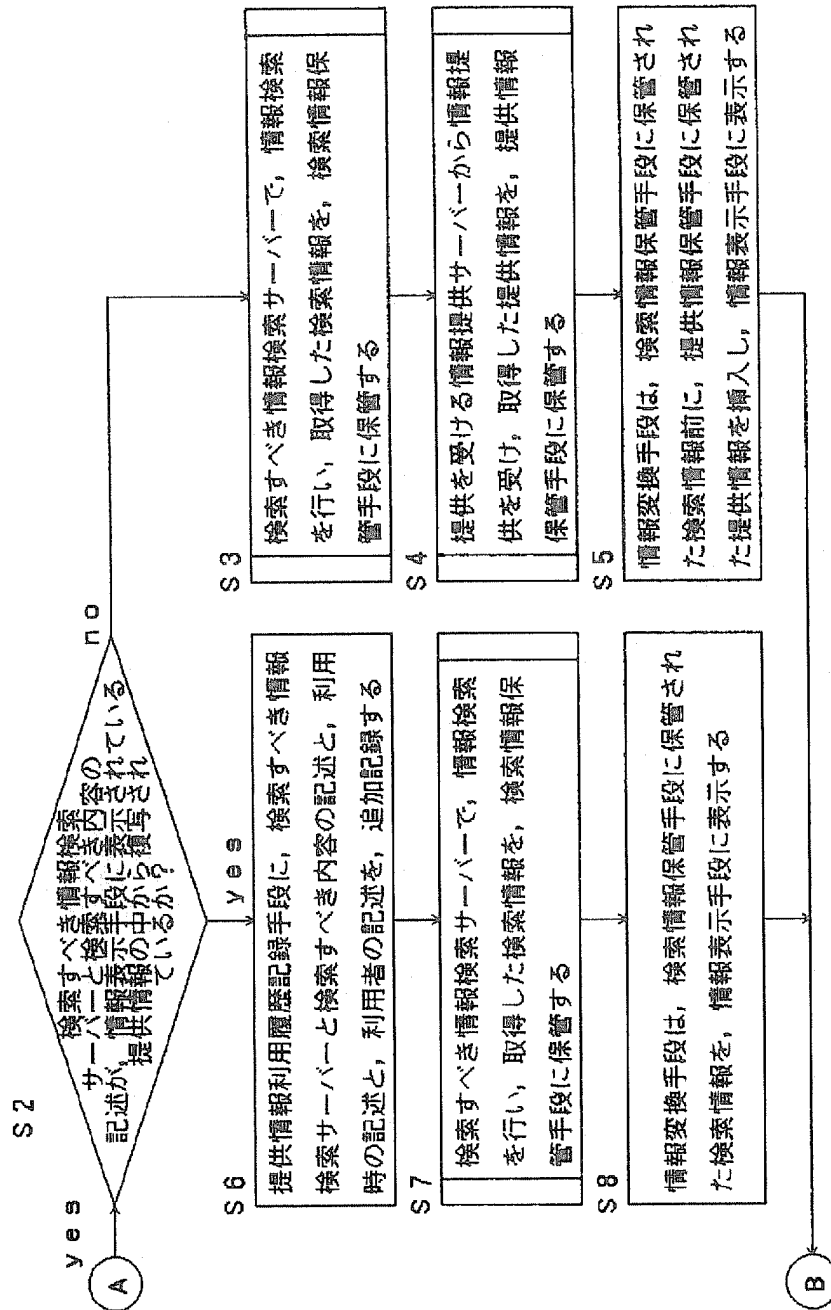 A
yes
S2
検索すべき情報検索
サーバーと検索すべき内容の
記述が，情報表示手段に表示されている
提供情報の中から複写され
ているか?
no
yes
S6
提供情報利用履歴記録手段に，検索すべき情報
検索サーバーと検索すべき内容の記述と，利用
時の記述と，利用者の記述を，追加記録する
S7
検索すべき情報検索サーバーで，情報検索
を行い，取得した検索情報を，検索情報保
管手段に保管する
S8
情報変換手段は，検索情報保管手段に保管され
た検索情報を，情報表示手段に表示する
S3
検索すべき情報検索サーバーで，情報検索
を行い，取得した検索情報を，検索情報保
管手段に保管する
S4
提供を受ける情報提供サーバーから情報提
供を受け，取得した提供情報を，提供情報
保管手段に保管する
S5
情報変換手段は，検索情報保管手段に保管され
た検索情報前に，提供情報保管手段に保管され
た提供情報を挿入し，情報表示手段に表示する
B